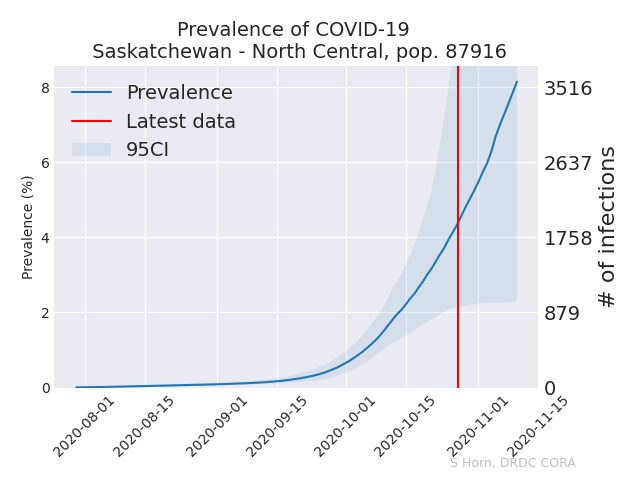 Prevalence of COVID-19
Saskatchewan - North Central, pop. 87916
Prevalence
Latest data
95CI
Prevalence (%)
8
6
4
2
0
3516
2637
1758
879
0
# of infections
2020-08-01
2020-08-15
2020-09-01
2020-09-15
2020-10-01
2020-10-15
2020-11-01
2020-11-15
S Horn, DRDC CORA